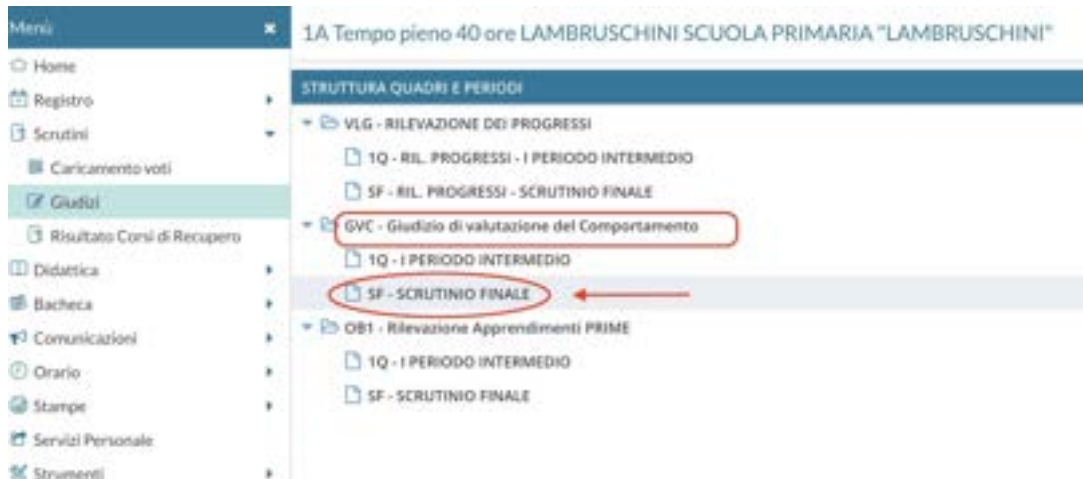 Menù
1A Tempo pieno 40 ore LAMBRUSCHINI SCUOLA PRIMARIA "LAMBRUSCHINI"
Home
Registro
Scrutini
Caricamento voti
Giudizi
Risultato Corsi di Recupero
Didattica
Bacheca
Comunicazioni
Orario
Stampe
Servizi Personale
Strumenti
STRUTTURA QUADRI E PERIODI
VLG - RILEVAZIONE DEI PROGRESSI
1Q - RIL. PROGRESSI - I PERIODO INTERMEDIO
SF - RIL. PROGRESSI - SCRUTINIO FINALE
GVC - Giudizio di valutazione del Comportamento
1Q - I PERIODO INTERMEDIO
SF - SCRUTINIO FINALE
OB1 - Rilevazione Apprendimenti PRIME
1Q - I PERIODO INTERMEDIO
SF - SCRUTINIO FINALE